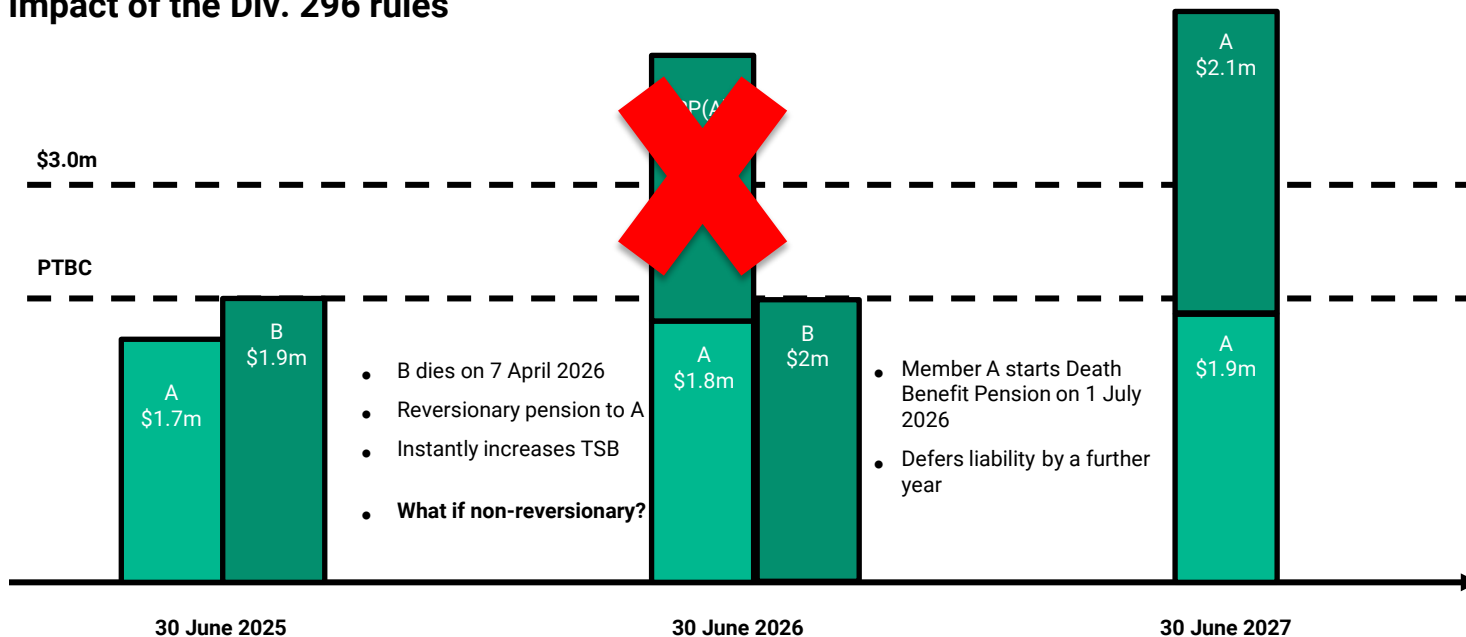 Impact of the Div. 296 rules
A
$2.1m
$3.0m
PTBC
A
$1.7m
B
$1.9m
B dies on 7 April 2026
Reversionary pension to A
Instantly increases TSB
What if non-reversionary?
A
$1.8m
B
$2m
Member A starts Death
Benefit Pension on 1 July
2026
Defers liability by a further
year
A
$1.9m
30 June 2025
30 June 2026
30 June 2027